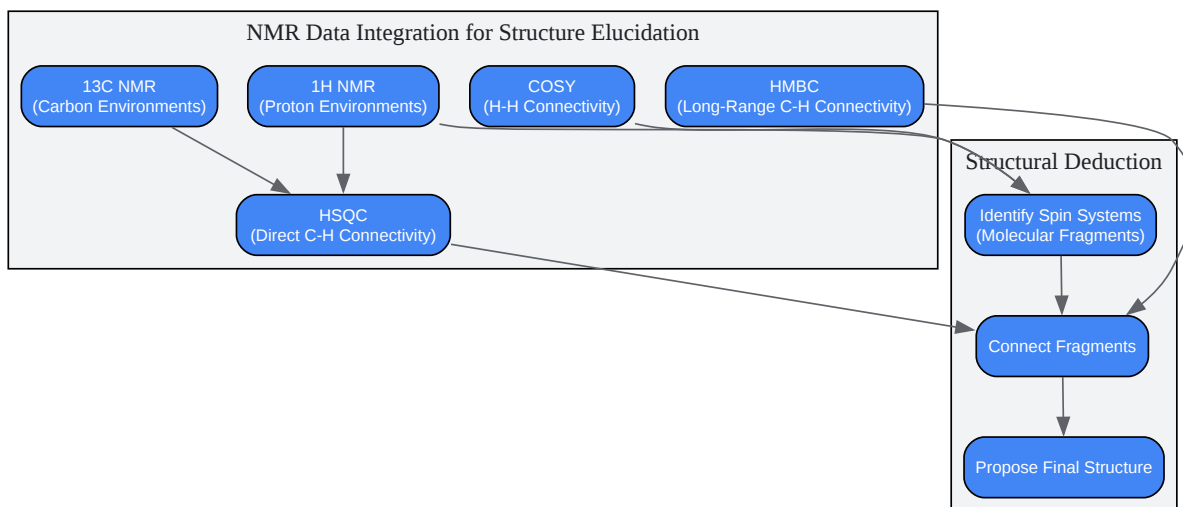 NMR Data Integration for Structure Elucidation
13C NMR
(Carbon Environments)
1H NMR
(Proton Environments)
COSY
(H-H Connectivity)
HMBC
(Long-Range C-H Connectivity)
HSQC
(Direct C-H Connectivity)
Structural Deduction
Identify Spin Systems
(Molecular Fragments)
Connect Fragments
Propose Final Structure